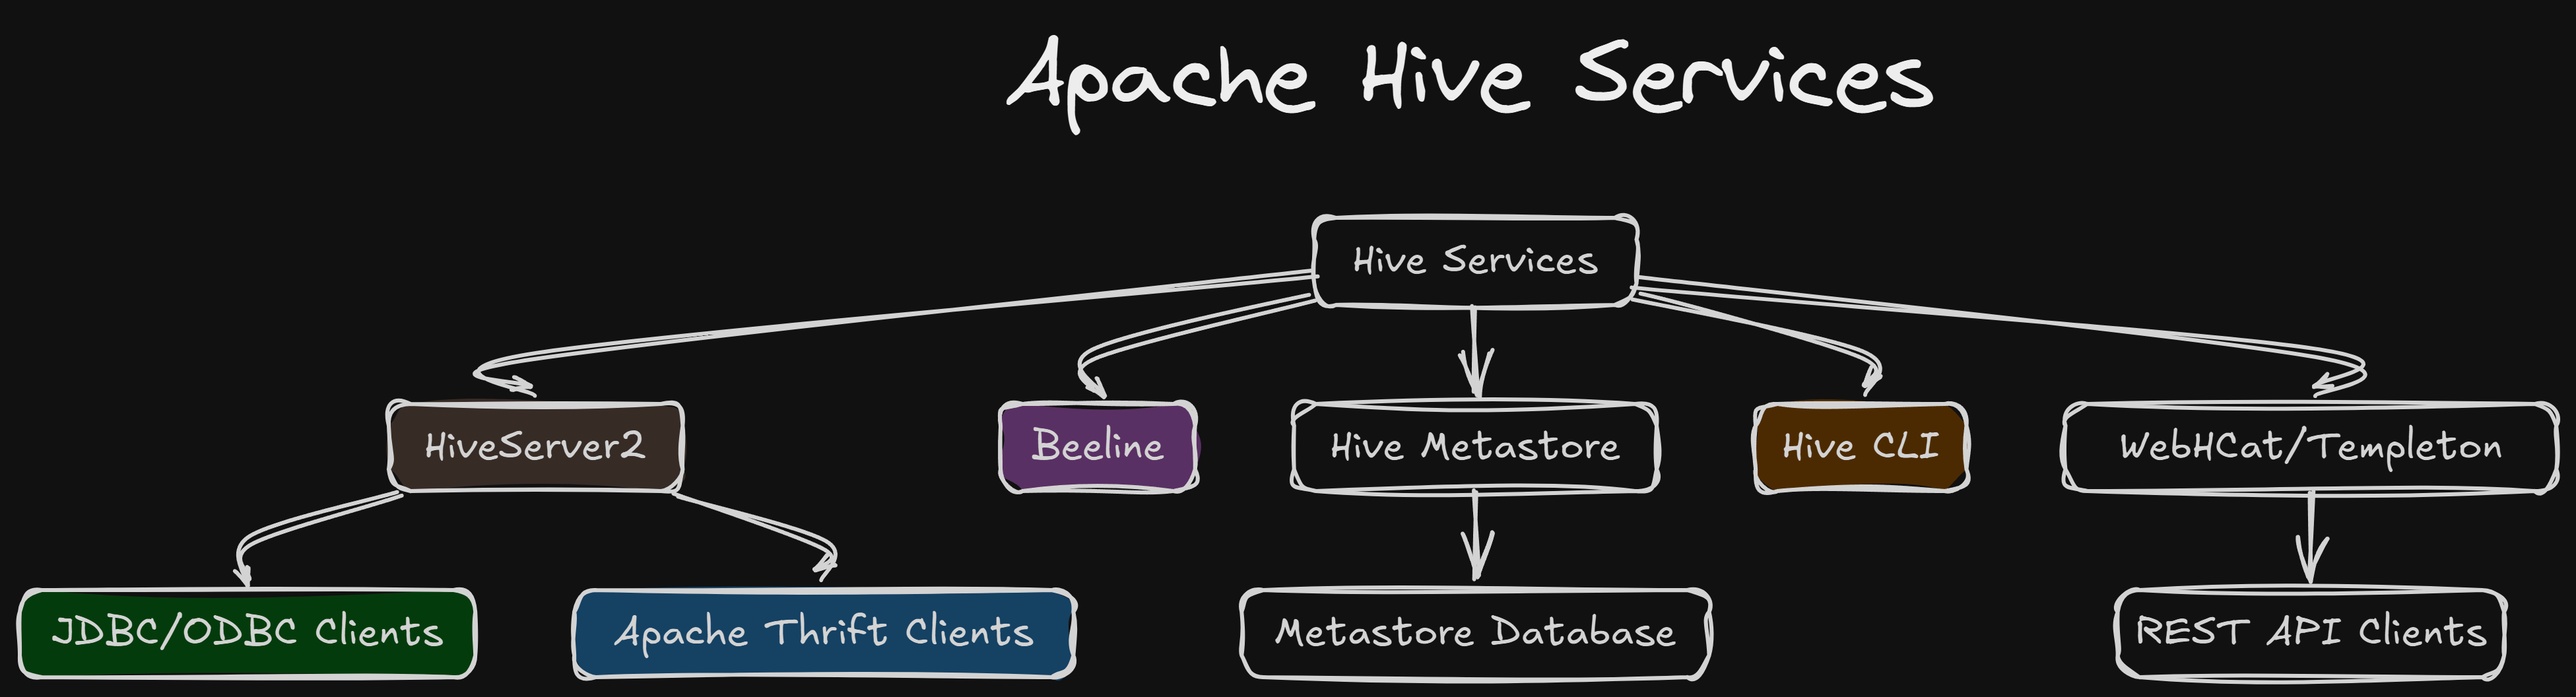 Apache Hive Services
Hive Services
HiveServer2
Beeline
Hive Metastore
Hive CLI
WebHCat/Templeton
JDBC/ODBC Clients
Apache Thrift Clients
Metastore Database
REST API Clients